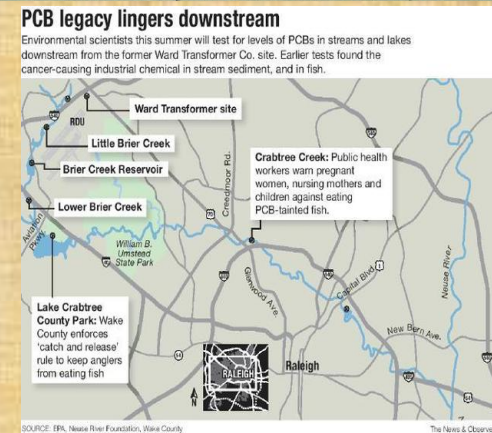 PCB legacy lingers downstream
Environmental scientists this summer will test for levels of PCBs in streams and lakes
downstream from the former Ward Transformer Co. site. Earlier tests found the
cancer-causing industrial chemical in stream sediment, and in fish.
Ward Transformer site
RDU
Little Brier Creek
Brier Creek Reservoir
Lower Brier Creek
Aviation
Pkwy.
William B.
Umstead
State Park
Creedmoor Rd.
Crabtree Creek: Public health
workers warn pregnant
women, nursing mothers and
children against eating
PCB-tainted fish.
Glenwood Ave.
Capital Blvd.
Neuse River
New Bern Ave.
Lake Crabtree
County Park: Wake
County enforces
'catch and release'
rule to keep anglers
from eating fish
RALEIGH
N
Raleigh
SOURCE: EPA, Neuse River Foundation, Wake County
The News & Observe